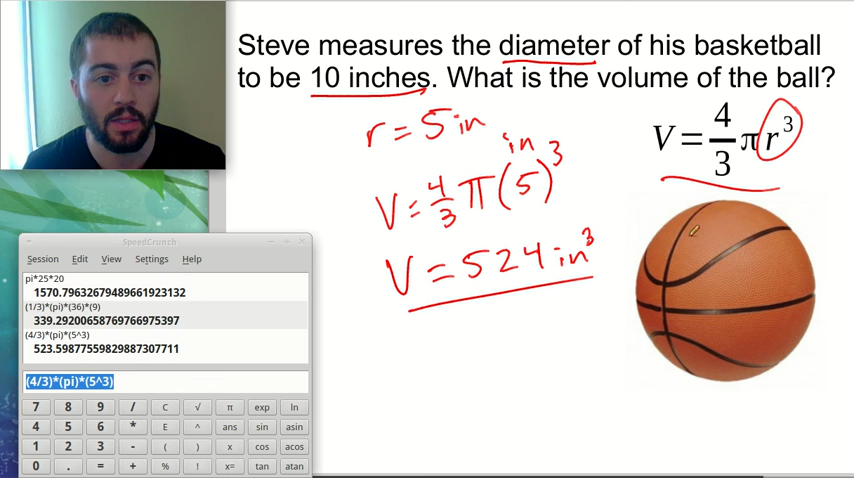 Steve measures the diameter of his basketball
to be 10 inches. What is the volume of the ball?
r = 5 in
in
V = 4/3 π (5)^3
V = 524 in^3
V = 4/3 π r^3
SpeedCrunch
Session Edit View Settings Help
pi*25*20
1570.79632679489661923132
(1/3)*(pi)*(36)*(9)
339.29200658769766975397
(4/3)*(pi)*(5^3)
523.59877559829887307711
(4/3)*(pi)*(5^3)
7 8 9 / C √ π exp ln
4 5 6 * E ^ ans sin asin
1 2 3 - ( ) x cos acos
0 . = + % ! x= tan atan